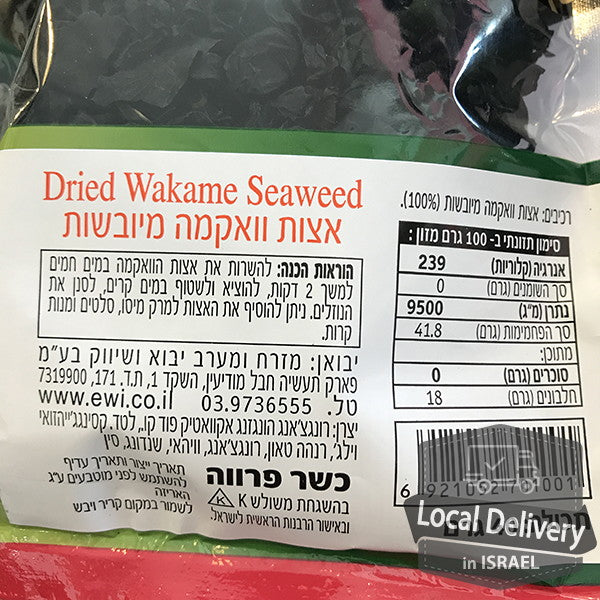 Dried Wakame Seaweed
אצות וואקמה מיובשות
הוראות הכנה: להשרות את אצות הוואקמה במים חמים
למשך 2 דקות, להוציא ולשטוף במים קרים, לסנן את
הנוזלים. ניתן להוסיף את האצות למרק מיסו, סלטים ומנות
קרות.
יבואן: מזרח ומערב יבוא ושיווק בע"מ
פארק תעשיה חבל מודיעין, השקד 1, ת.ד. 171, 7319900
טל. 03.9736555 www.ewi.co.il
יצרן: רונגצ'אנג הונגזנג אקוואטיק פוד קו., לטד. קסינגג'ייהזואי
וילג', רנהה טאון, רונגצ'אנג, וויהאי, שנדונג, סין
כשר פרווה
בהשגחת משולש K
ובאישור הרבנות הראשית לישראל.
תאריך ייצור ותאריך עדיף
להשתמש לפני מוטבעים ע"ג
האריזה
לשמור במקום קריר ויבש
רכיבים: אצות וואקמה מיובשות (100%).
סימון תזונתי ב- 100 גרם מזון:
אנרגיה (קלוריות) 239
סך השומנים (גרם) 0
נתרן (מ"ג) 9500
סך הפחמימות (גרם) 41.8
מתוכן:
סוכרים (גרם) 0
חלבונים (גרם) 18
גרם
Local Delivery
in ISRAEL